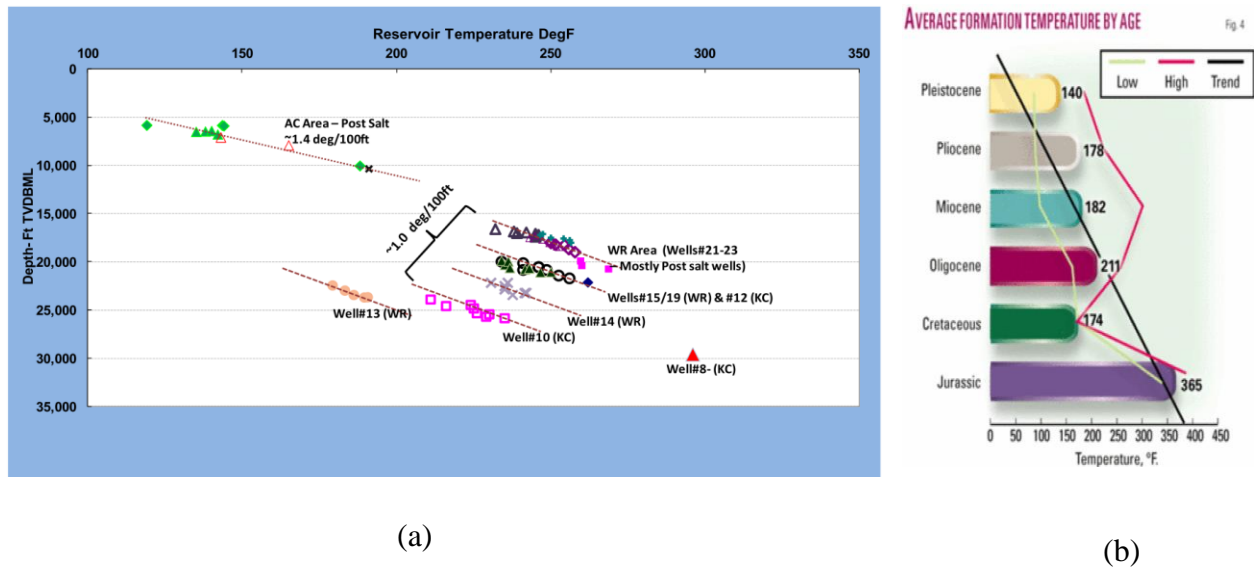 Reservoir Temperature DegF
100 150 200 250 300 350
0
5,000
10,000
15,000
20,000
25,000
30,000
35,000
Depth- Ft TVDBML
AC Area – Post Salt
~1.4 deg/100ft
~1.0 deg/100ft
WR Area (Wells#21-23
Mostly Post salt wells)
Wells#15/19 (WR) & #12 (KC)
Well#14 (WR)
Well#13 (WR)
Well#10 (KC)
Well#8- (KC)
(a)
AVERAGE FORMATION TEMPERATURE BY AGE
Fig. 4
Low High Trend
Pleistocene 140
Pliocene 178
Miocene 182
Oligocene 211
Cretaceous 174
Jurassic 365
0 50 100 150 200 250 300 350 400 450
Temperature, °F.
(b)